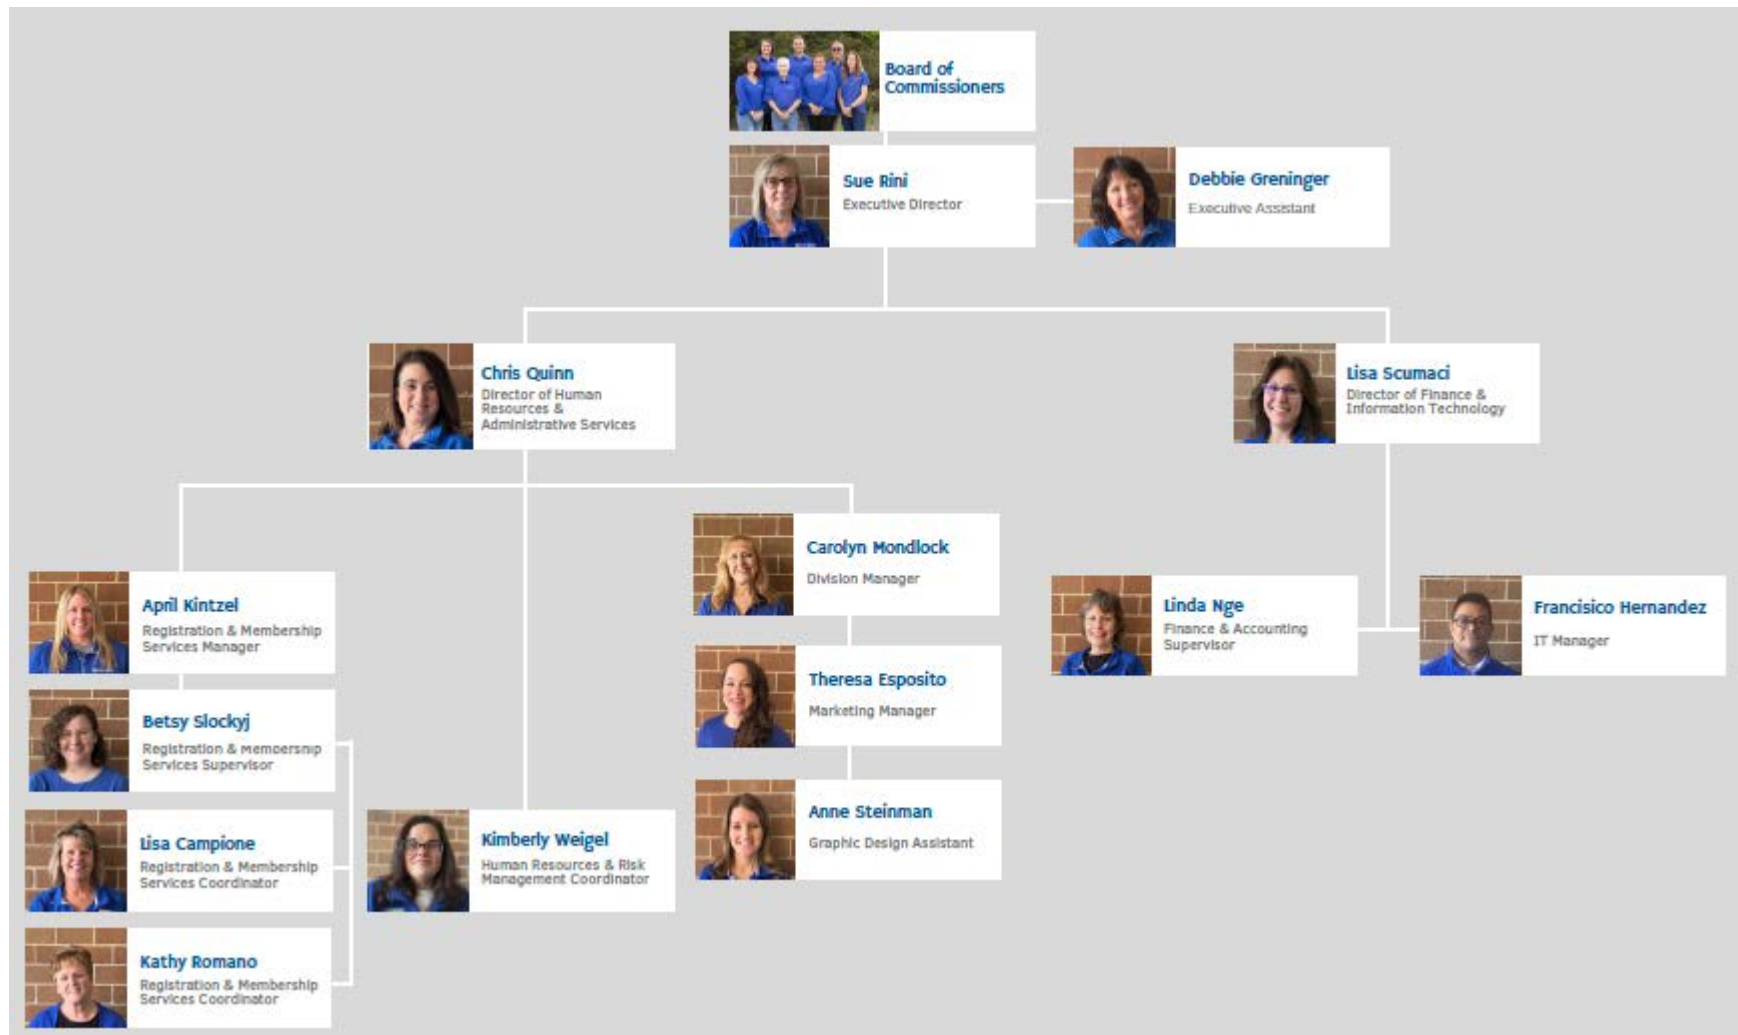 Board of
Commissioners
Sue Rini
Executive Director
Debbie Greninger
Executive Assistant
Chris Quinn
Director of Human
Resources &
Administrative Services
Lisa Scumaci
Director of Finance &
Information Technology
Carolyn Mondlock
Division Manager
April Kintzel
Registration & Membership
Services Manager
Linda Nge
Finance & Accounting
Supervisor
Francisico Hernandez
IT Manager
Theresa Esposito
Marketing Manager
Betsy Slockyj
Registration & Membership
Services Supervisor
Anne Steinman
Graphic Design Assistant
Lisa Campione
Registration & Membership
Services Coordinator
Kimberly Weigel
Human Resources & Risk
Management Coordinator
Kathy Romano
Registration & Membership
Services Coordinator